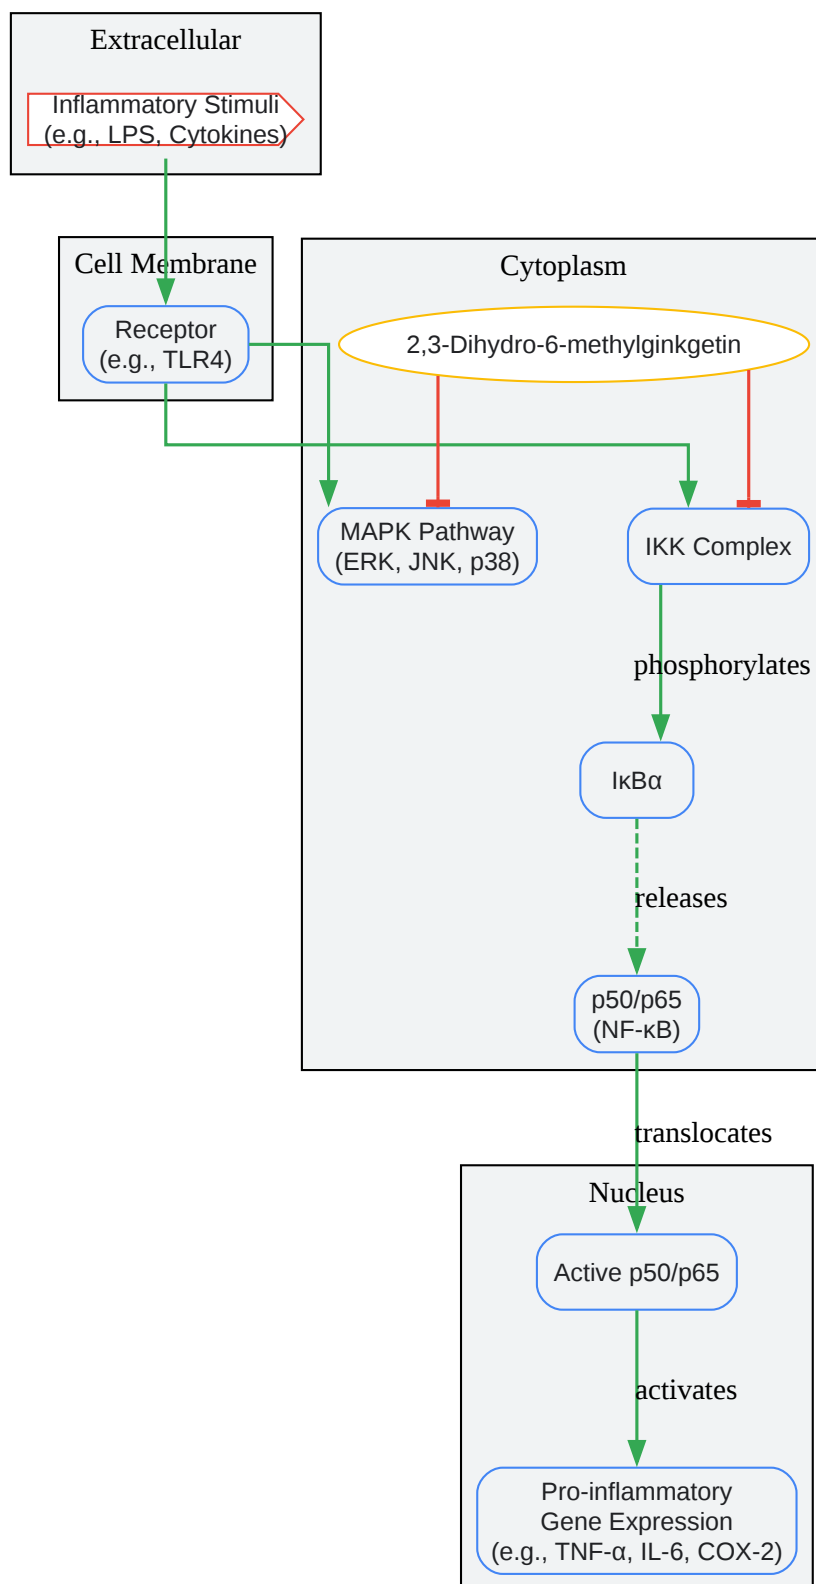 Extracellular
Inflammatory Stimuli
(e.g., LPS, Cytokines)
Cell Membrane
Receptor
(e.g., TLR4)
Cytoplasm
2,3-Dihydro-6-methylginkgetin
MAPK Pathway
(ERK, JNK, p38)
IKK Complex
phosphorylates
IκBα
releases
p50/p65
(NF-κB)
translocates
Nucleus
Active p50/p65
activates
Pro-inflammatory
Gene Expression
(e.g., TNF-α, IL-6, COX-2)